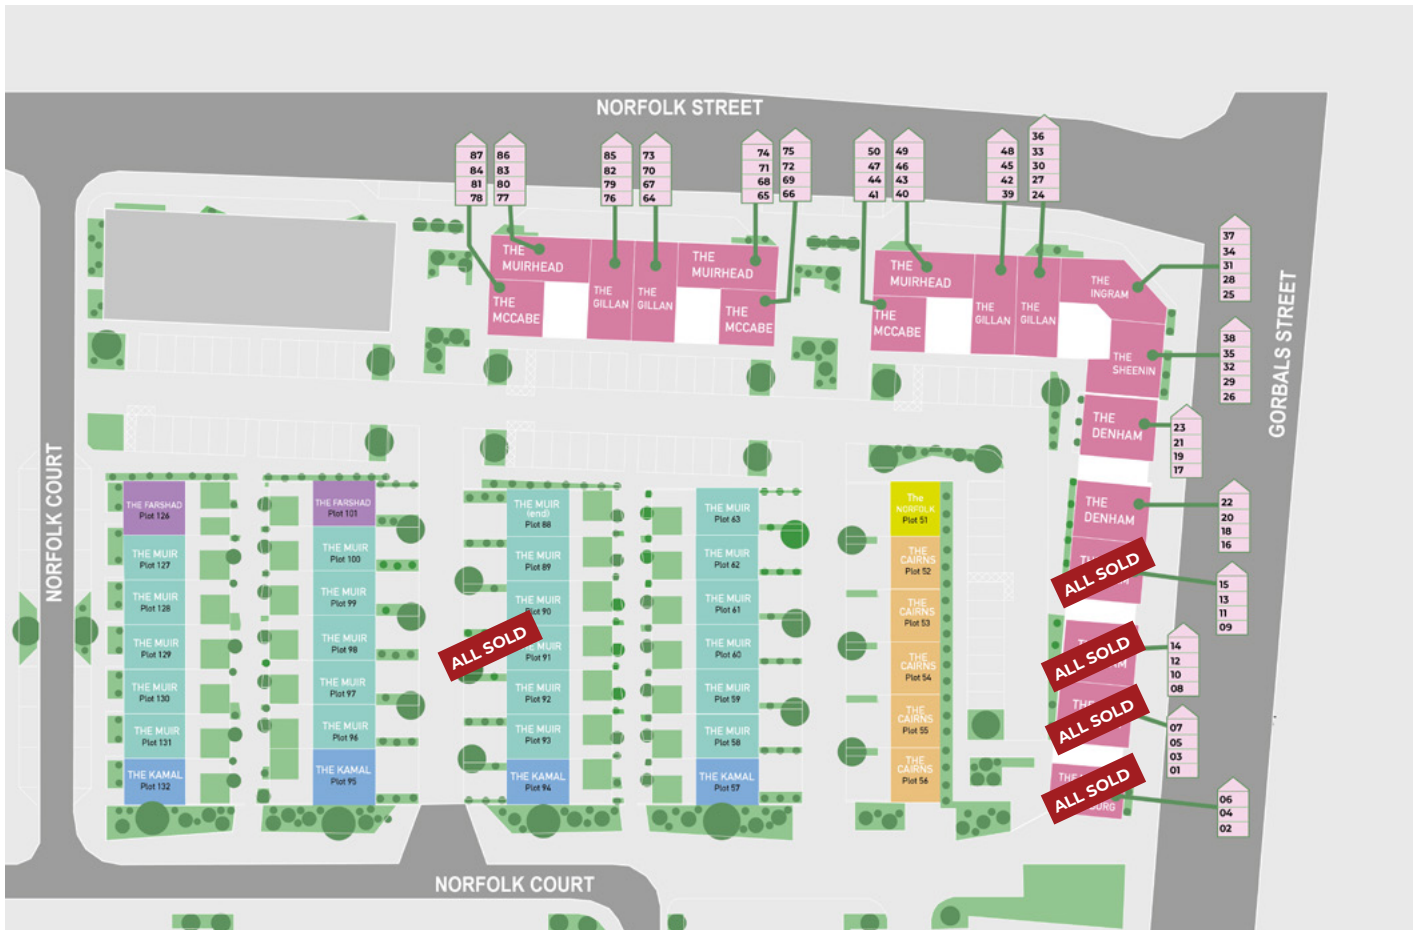 NORFOLK STREET
87
84
81
78
86
83
80
77
85
82
79
76
73
70
67
64
74
71
68
65
75
72
69
66
50
47
44
41
49
46
43
40
48
45
42
39
36
33
30
27
24
37
34
31
28
25
38
35
32
29
26
23
21
19
17
22
20
18
16
15
13
11
09
14
12
10
08
07
05
03
01
06
04
02
GORBALS STREET
THE
MUIRHEAD
THE
MCCABE
THE
GILLAN
THE
GILLAN
THE
MUIRHEAD
THE
MCCABE
THE
MUIRHEAD
THE
MCCABE
THE
GILLAN
THE
GILLAN
THE
INGRAM
THE
SHEENIN
THE
DENHAM
THE
DENHAM
ALL SOLD
ALL SOLD
ALL SOLD
ALL SOLD
NORFOLK COURT
THE FARSHAD
Plot 126
THE MUIR
Plot 127
THE MUIR
Plot 128
THE MUIR
Plot 129
THE MUIR
Plot 130
THE MUIR
Plot 131
THE KAMAL
Plot 132
THE FARSHAD
Plot 101
THE MUIR
Plot 100
THE MUIR
Plot 99
THE MUIR
Plot 98
THE MUIR
Plot 97
THE MUIR
Plot 96
THE KAMAL
Plot 95
THE MUIR
(end)
Plot 88
THE MUIR
Plot 89
THE MUIR
Plot 90
ALL SOLD
MUIR
Plot 91
THE MUIR
Plot 92
THE MUIR
Plot 93
THE KAMAL
Plot 94
THE MUIR
Plot 63
THE MUIR
Plot 62
THE MUIR
Plot 61
THE MUIR
Plot 60
THE MUIR
Plot 59
THE MUIR
Plot 58
THE KAMAL
Plot 57
The
NORFOLK
Plot 51
THE
CAIRNS
Plot 52
THE
CAIRNS
Plot 53
THE
CAIRNS
Plot 54
THE
CAIRNS
Plot 55
THE
CAIRNS
Plot 56
NORFOLK COURT